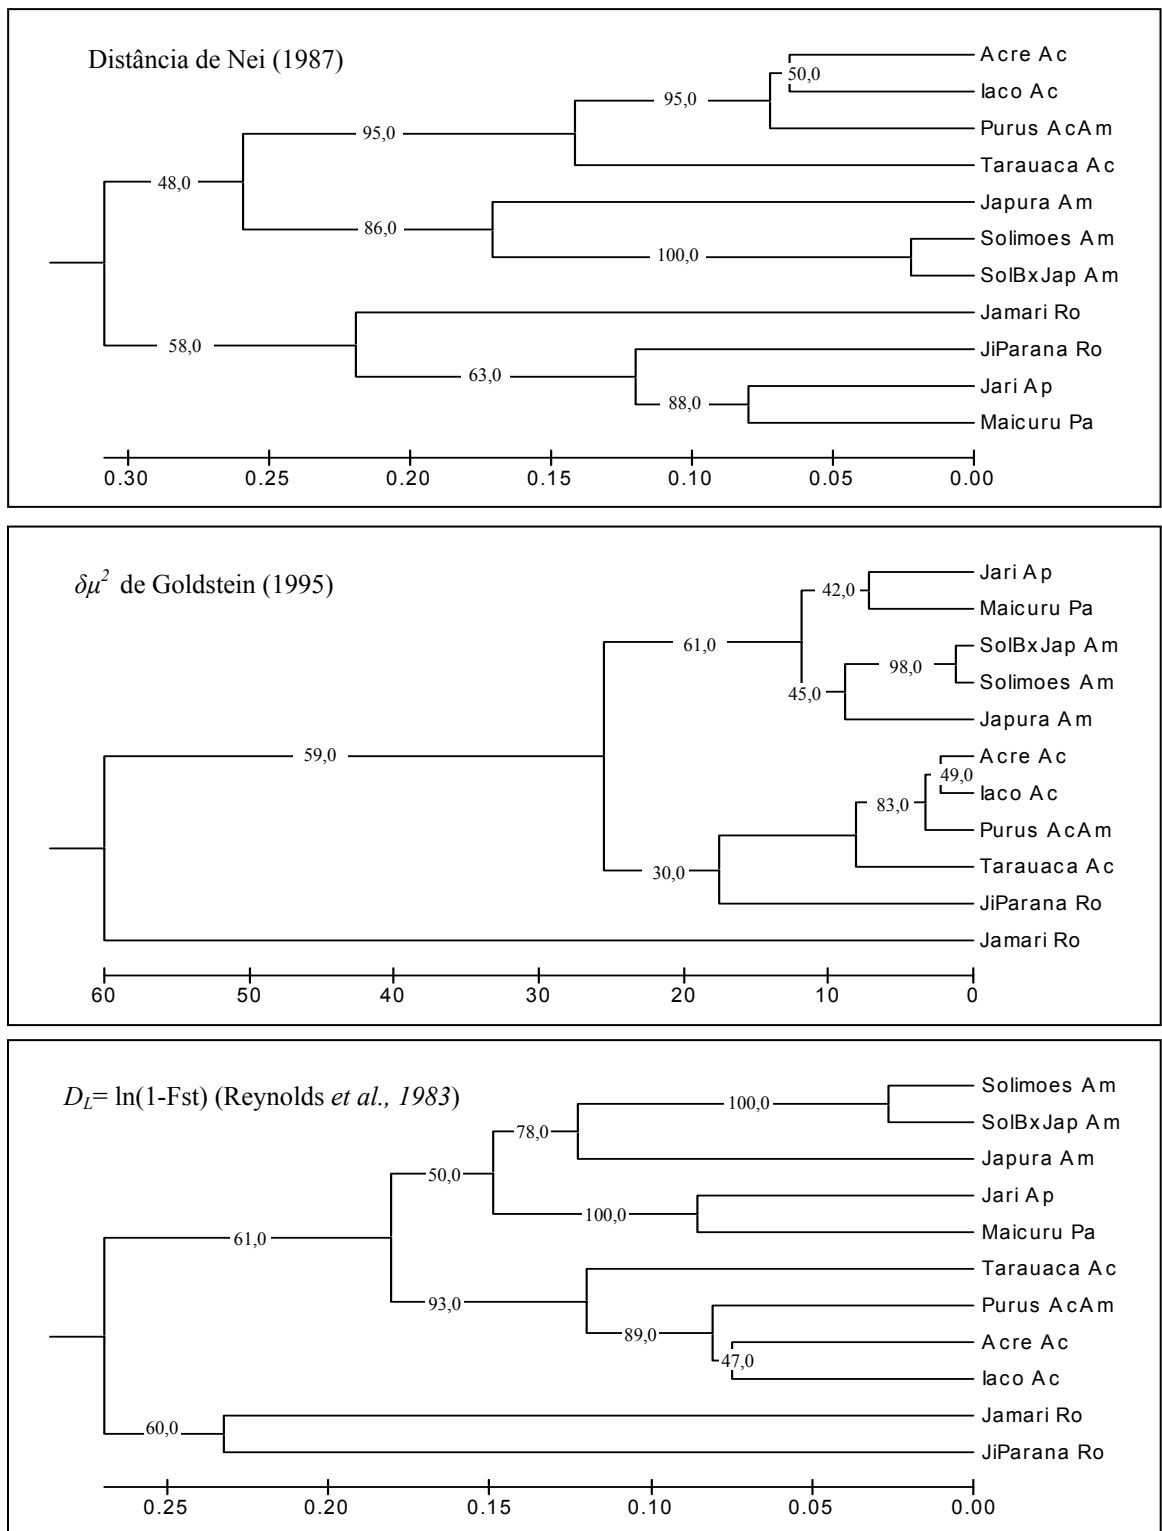 Distância de Nei (1987)
Acre Ac
50,0
Iaco Ac
95,0
Purus AcAm
95,0
Tarauaca Ac
48,0
Japura Am
86,0
Solimoes Am
100,0
SolBxJap Am
Jamari Ro
58,0
JiParana Ro
63,0
Jari Ap
88,0
Maicuru Pa
0.30 0.25 0.20 0.15 0.10 0.05 0.00
δμ² de Goldstein (1995)
Jari Ap
42,0
Maicuru Pa
61,0
SolBxJap Am
98,0
Solimoes Am
45,0
Japura Am
59,0
Acre Ac
49,0
Iaco Ac
83,0
Purus AcAm
Tarauaca Ac
30,0
JiParana Ro
Jamari Ro
60 50 40 30 20 10 0
D_L= ln(1-Fst) (Reynolds et al., 1983)
Solimoes Am
100,0
SolBxJap Am
78,0
Japura Am
50,0
Jari Ap
100,0
Maicuru Pa
61,0
Tarauaca Ac
93,0
Purus AcAm
89,0
Acre Ac
47,0
Iaco Ac
Jamari Ro
60,0
JiParana Ro
0.25 0.20 0.15 0.10 0.05 0.00